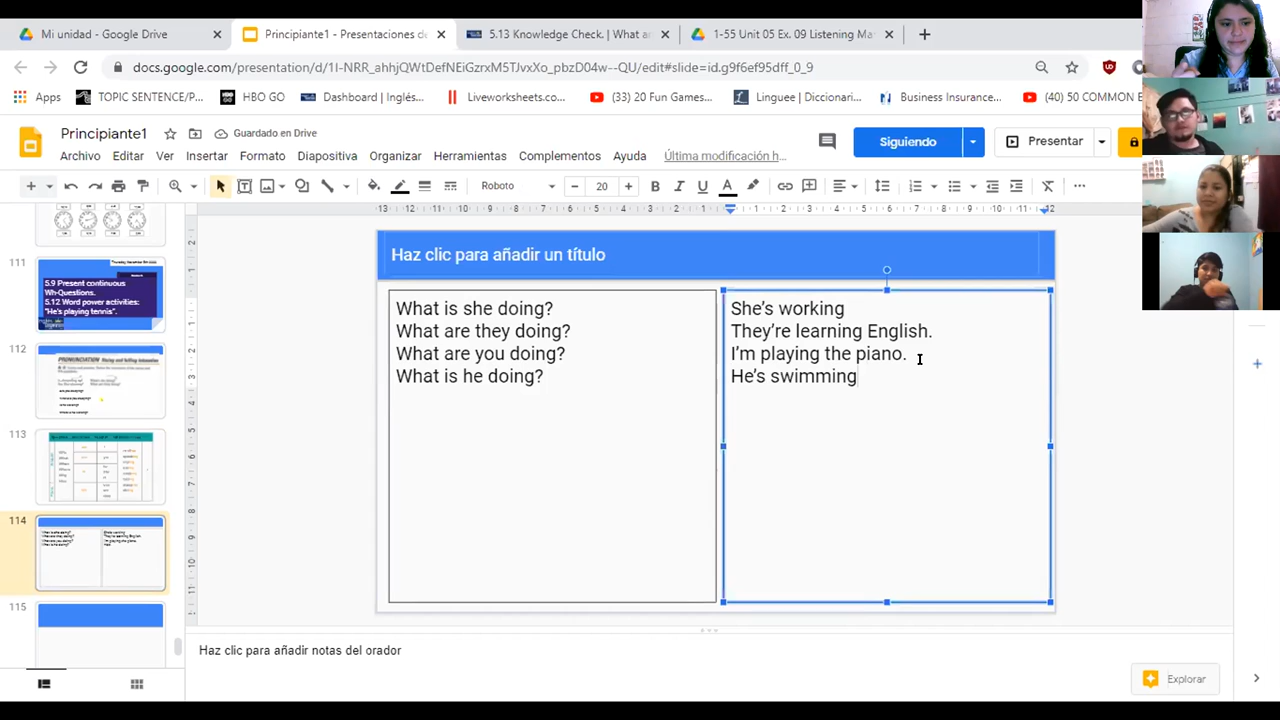 Mi unidad - Google Drive
Principiante1 - Presentaciones de
5.13 Knowledge Check. | What a
1-55 Unit 05 Ex. 09 Listening Ma
docs.google.com/presentation/d/
edit#slide=id.g9f6ef95dff_0_9
Apps
TOPIC SENTENCE/P...
HBO GO
Dashboard | Inglés...
Liveworksheets...
(33) 20 Fun Games...
Linguee | Diccionari...
Business Insurance...
(40) 50 COMMON E
Principiante1
Guardado en Drive
Archivo Editar Ver Insertar Formato Diapositiva Organizar Herramientas Complementos Ayuda Última modificación h...
Siguiendo
Presentar
Roboto
20
111
Thursday,
5.9 Present continuous
Wh-Questions.
5.12 Word power activities:
"He's playing tennis".
112
PRONUNCIATION
113
114
115
Haz clic para añadir un título
What is she doing?
What are they doing?
What are you doing?
What is he doing?
She's working
They're learning English.
I'm playing the piano.
He's swimming
Haz clic para añadir notas del orador
Explorar